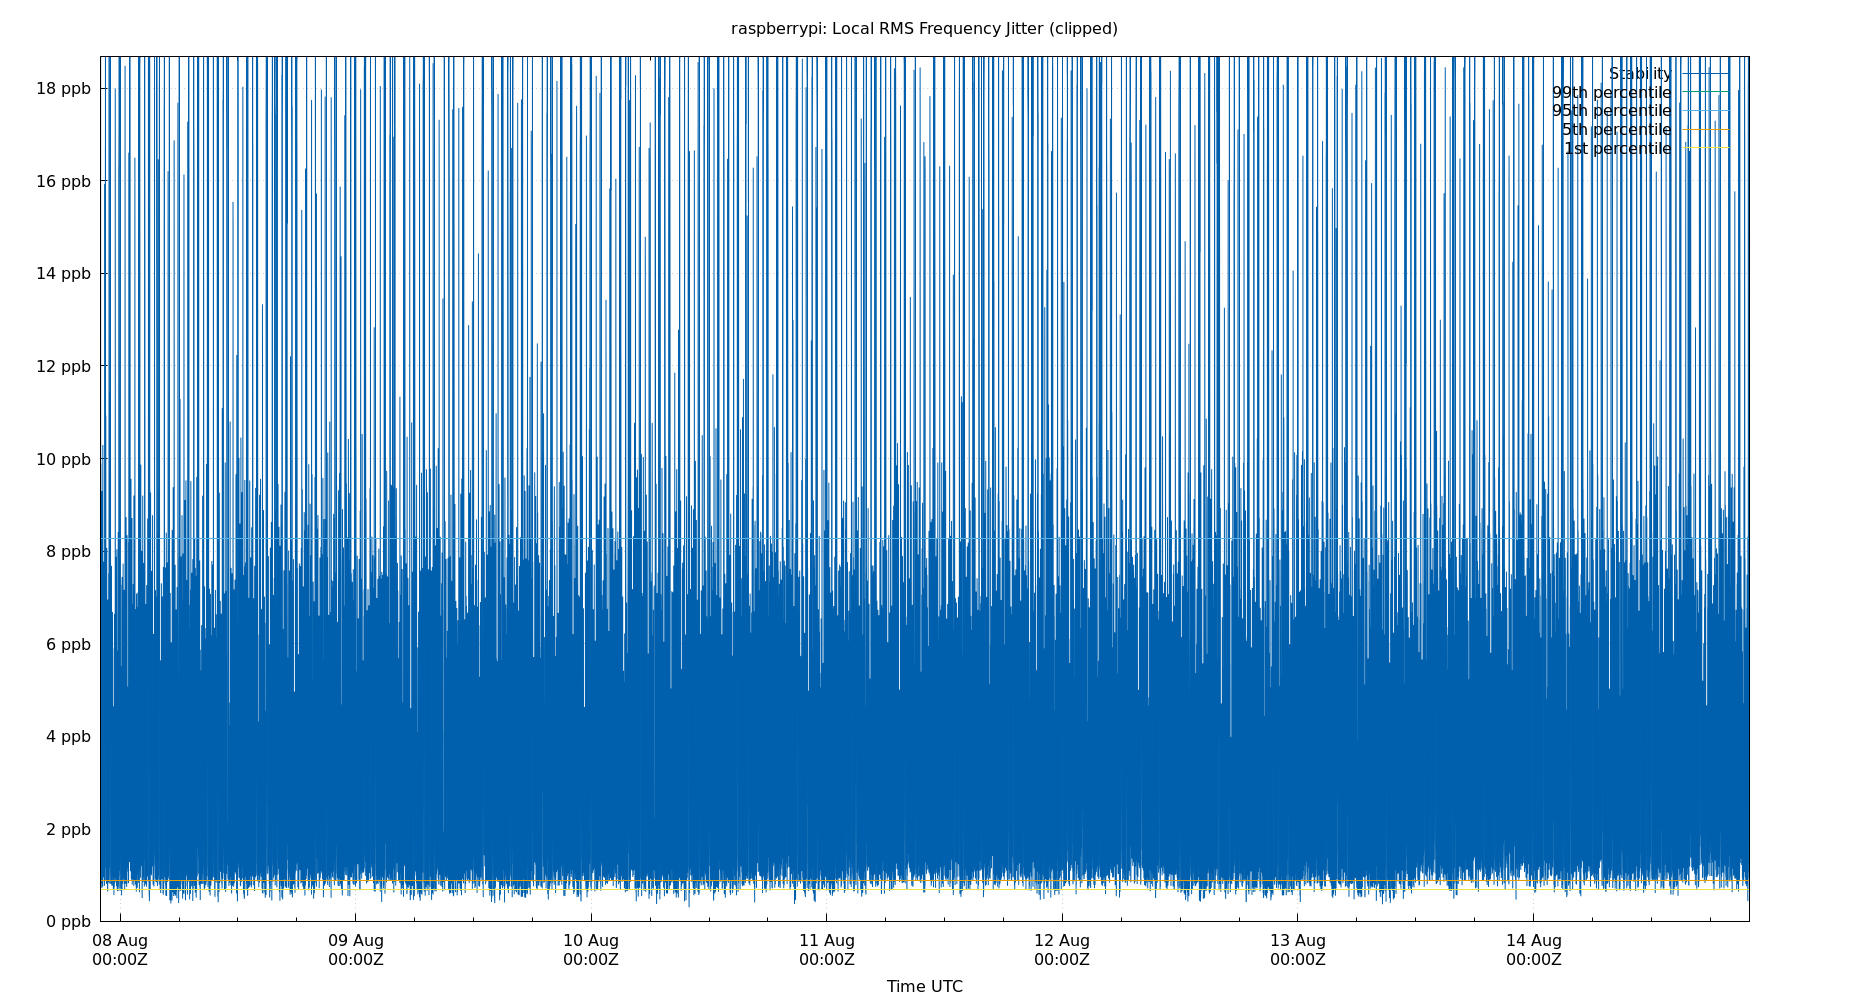 raspberrypi: Local RMS Frequency Jitter (clipped)
18 ppb
16 ppb
14 ppb
12 ppb
10 ppb
8 ppb
6 ppb
4 ppb
2 ppb
0 ppb
Stability
99th percentile
95th percentile
5th percentile
1st percentile
08 Aug
00:00Z
09 Aug
00:00Z
10 Aug
00:00Z
11 Aug
00:00Z
12 Aug
00:00Z
13 Aug
00:00Z
14 Aug
00:00Z
Time UTC